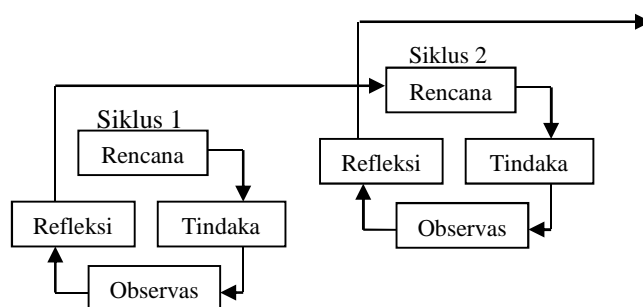 Siklus 2
Rencana
Refleksi
Tindaka
Observas
Siklus 1
Rencana
Refleksi
Tindaka
Observas